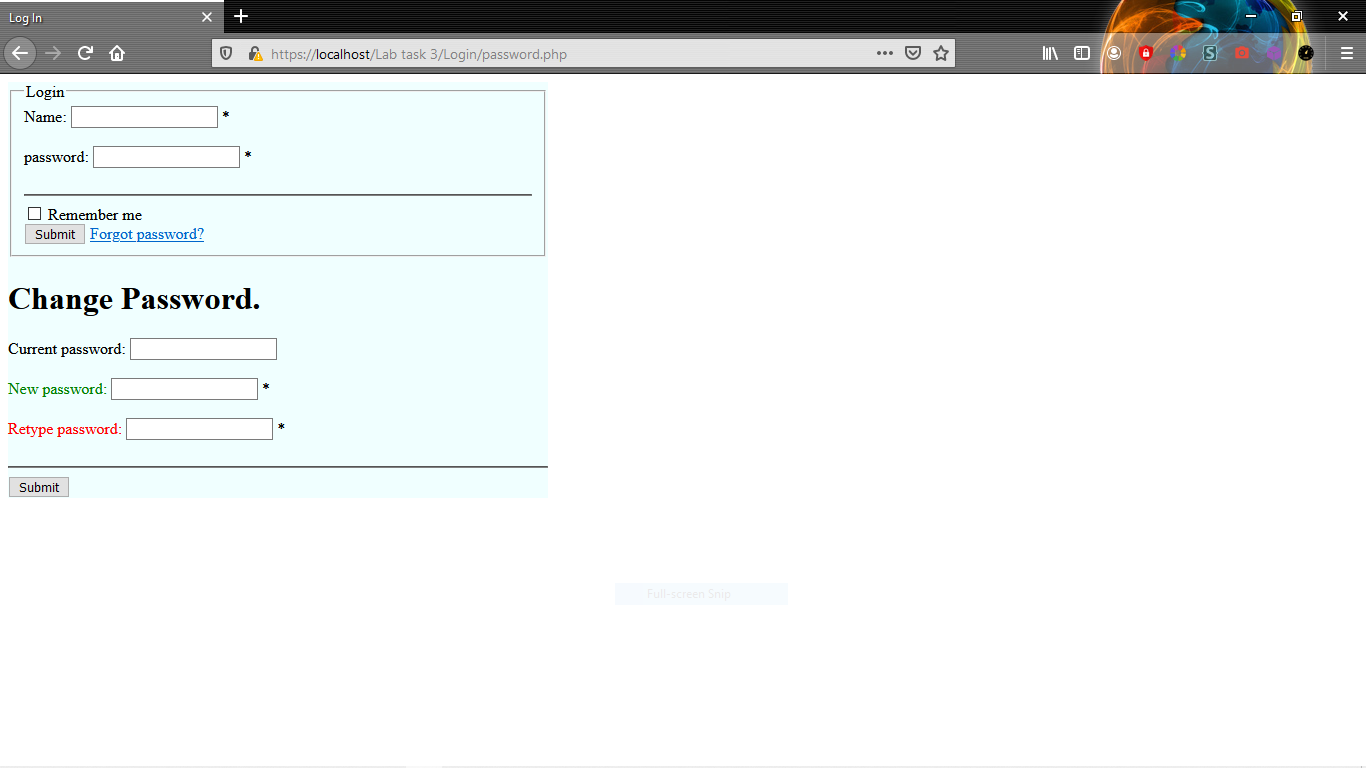 Log In
https://localhost/Lab task 3/Login/password.php
Login
Name: *
password: *
Remember me
Submit Forgot password?
Change Password.
Current password:
New password: *
Retype password: *
Submit
Full-screen Snip